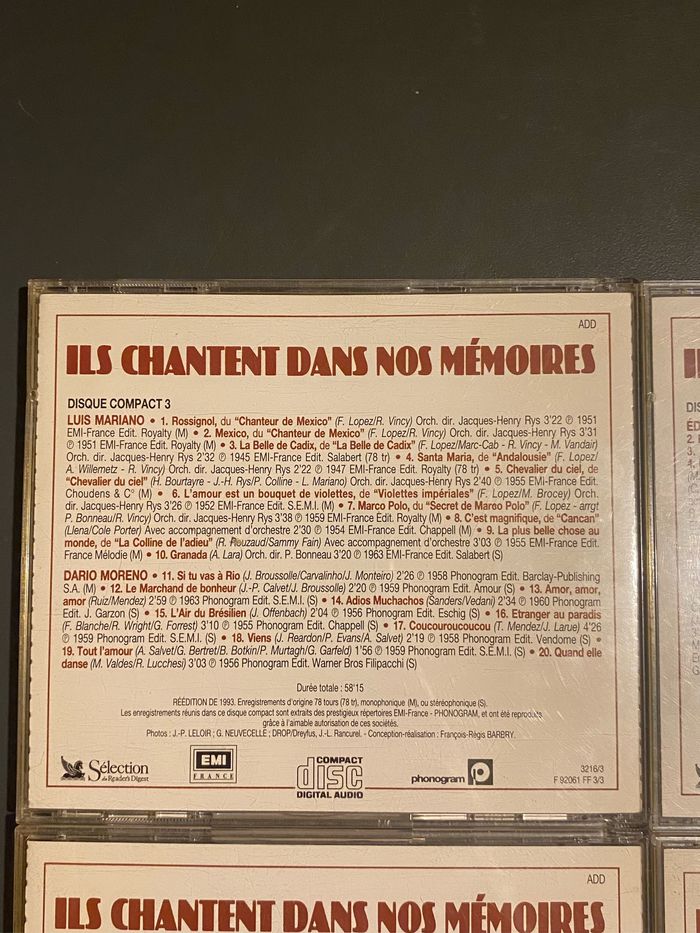 ADD
ILS CHANTENT DANS NOS MÉMOIRES
DISQUE COMPACT 3
LUIS MARIANO • 1. Rossignol, du "Chanteur de Mexico" (F. Lopez/R. Vincy) Orch. dir. Jacques-Henry Rys 3'22 ℗ 1951
EMI-France Edit. Royalty (M) • 2. Mexico, du "Chanteur de Mexico" (F. Lopez/R. Vincy) Orch. dir. Jacques-Henry Rys 3'31
℗ 1951 EMI-France Edit. Royalty (M) • 3. La Belle de Cadix, de "La Belle de Cadix" (F. Lopez/Marc-Cab - R. Vincy - M. Vandair)
Orch. dir. Jacques-Henry Rys 2'32 ℗ 1945 EMI-France Edit. Salabert (78 tr) • 4. Santa Maria, de "Andalousie" (F. Lopez/
A. Willemetz - R. Vincy) Orch. dir. Jacques-Henry Rys 2'22 ℗ 1947 EMI-France Edit. Royalty (78 tr) • 5. Chevalier du ciel, de
"Chevalier du ciel" (H. Bourtayre - J.-H. Rys/P. Colline - L. Mariano) Orch. dir. Jacques-Henry Rys 2'40 ℗ 1955 EMI-France Edit.
Choudens & C° (M) • 6. L'amour est un bouquet de violettes, de "Violettes impériales" (F. Lopez/M. Brocey) Orch.
dir. Jacques-Henry Rys 3'26 ℗ 1952 EMI-France Edit. S.E.M.I. (M) • 7. Marco Polo, du "Secret de Marco Polo" (F. Lopez - arrgt
P. Bonneau/R. Vincy) Orch. dir. Jacques-Henry Rys 3'38 ℗ 1959 EMI-France Edit. Royalty (M) • 8. C'est magnifique, de "Cancan"
(Llena/Cole Porter) Avec accompagnement d'orchestre 2'30 ℗ 1954 EMI-France Edit. Chappell (M) • 9. La plus belle chose au
monde, de "La Colline de l'adieu" (R. Rouzaud/Sammy Fain) Avec accompagnement d'orchestre 3'03 ℗ 1955 EMI-France Edit.
France Mélodie (M) • 10. Granada (A. Lara) Orch. dir. P. Bonneau 3'20 ℗ 1963 EMI-France Edit. Salabert (S)
DARIO MORENO • 11. Si tu vas à Rio (J. Broussolle/Carvalinho/J. Monteiro) 2'26 ℗ 1958 Phonogram Edit. Barclay-Publishing
S.A. (M) • 12. Le Marchand de bonheur (J.-P. Calvet/J. Broussolle) 2'20 ℗ 1959 Phonogram Edit. Amour (S) • 13. Amor, amor,
amor (Ruiz/Mendez) 2'59 ℗ 1963 Phonogram Edit. S.E.M.I. (M) • 14. Adios Muchachos (Sanders/Vedani) 2'34 ℗ 1960 Phonogram
Edit. J. Garzon (S) • 15. L'Air du Brésilien (J. Offenbach) 2'04 ℗ 1956 Phonogram Edit. Eschig (S) • 16. Etranger au paradis
(F. Blanche/R. Wright/G. Forrest) 3'10 ℗ 1955 Phonogram Edit. Chappell (S) • 17. Coucouroucoucou (T. Mendez/J. Larue) 4'26
℗ 1959 Phonogram Edit. S.E.M.I. (S) • 18. Viens (J. Reardon/P. Evans/A. Salvet) 2'19 ℗ 1958 Phonogram Edit. Vendome (S) •
19. Tout l'amour (A. Salvet/G. Bertret/B. Botkin/P. Murtagh/G. Garfeld) 1'56 ℗ 1959 Phonogram Edit. S.E.M.I. (S) • 20. Quand elle
danse (M. Valdes/R. Lucchesi) 3'03 ℗ 1956 Phonogram Edit. Warner Bros Filipacchi (S)
Durée totale : 58'15
RÉÉDITION DE 1993. Enregistrements d'origine 78 tours (78 tr), monophonique (M), ou stéréophonique (S).
Les enregistrements réunis dans ce disque compact sont extraits des prestigieux répertoires EMI-France - PHONOGRAM, et ont été reproduits
grâce à l'aimable autorisation de ces sociétés.
Photos : J.-P. LELOIR ; G. NEUVECELLE ; DROP/Dreyfus, J.-L. Rancurel. - Conception-réalisation : François-Régis BARBRY.
Sélection
du Reader's Digest
EMI
FRANCE
COMPACT
disc
DIGITAL AUDIO
phonogram
3216/3
F 92061 FF 3/3
ADD
ILS CHANTENT DANS NOS MÉMOIRES